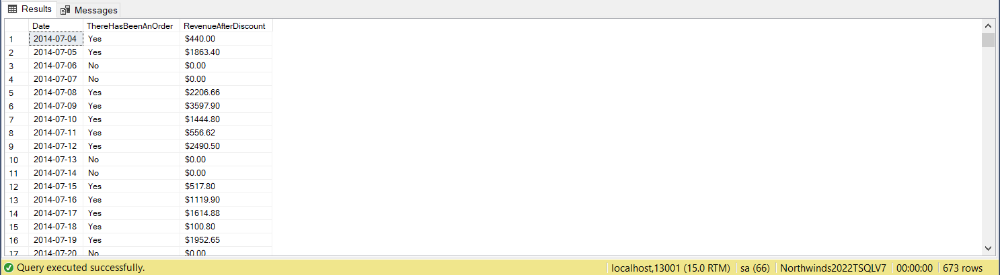 Results Messages
Date ThereHasBeenAnOrder RevenueAfterDiscount
1 2014-07-04 Yes $440.00
2 2014-07-05 Yes $1863.40
3 2014-07-06 No $0.00
4 2014-07-07 No $0.00
5 2014-07-08 Yes $2206.66
6 2014-07-09 Yes $3597.90
7 2014-07-10 Yes $1444.80
8 2014-07-11 Yes $556.62
9 2014-07-12 Yes $2490.50
10 2014-07-13 No $0.00
11 2014-07-14 No $0.00
12 2014-07-15 Yes $517.80
13 2014-07-16 Yes $1119.90
14 2014-07-17 Yes $1614.88
15 2014-07-18 Yes $100.80
16 2014-07-19 Yes $1952.65
17 2014-07-20 No $0.00
Query executed successfully. localhost,13001 (15.0 RTM) sa (66) Northwinds2022TSQLV7 00:00:00 673 rows